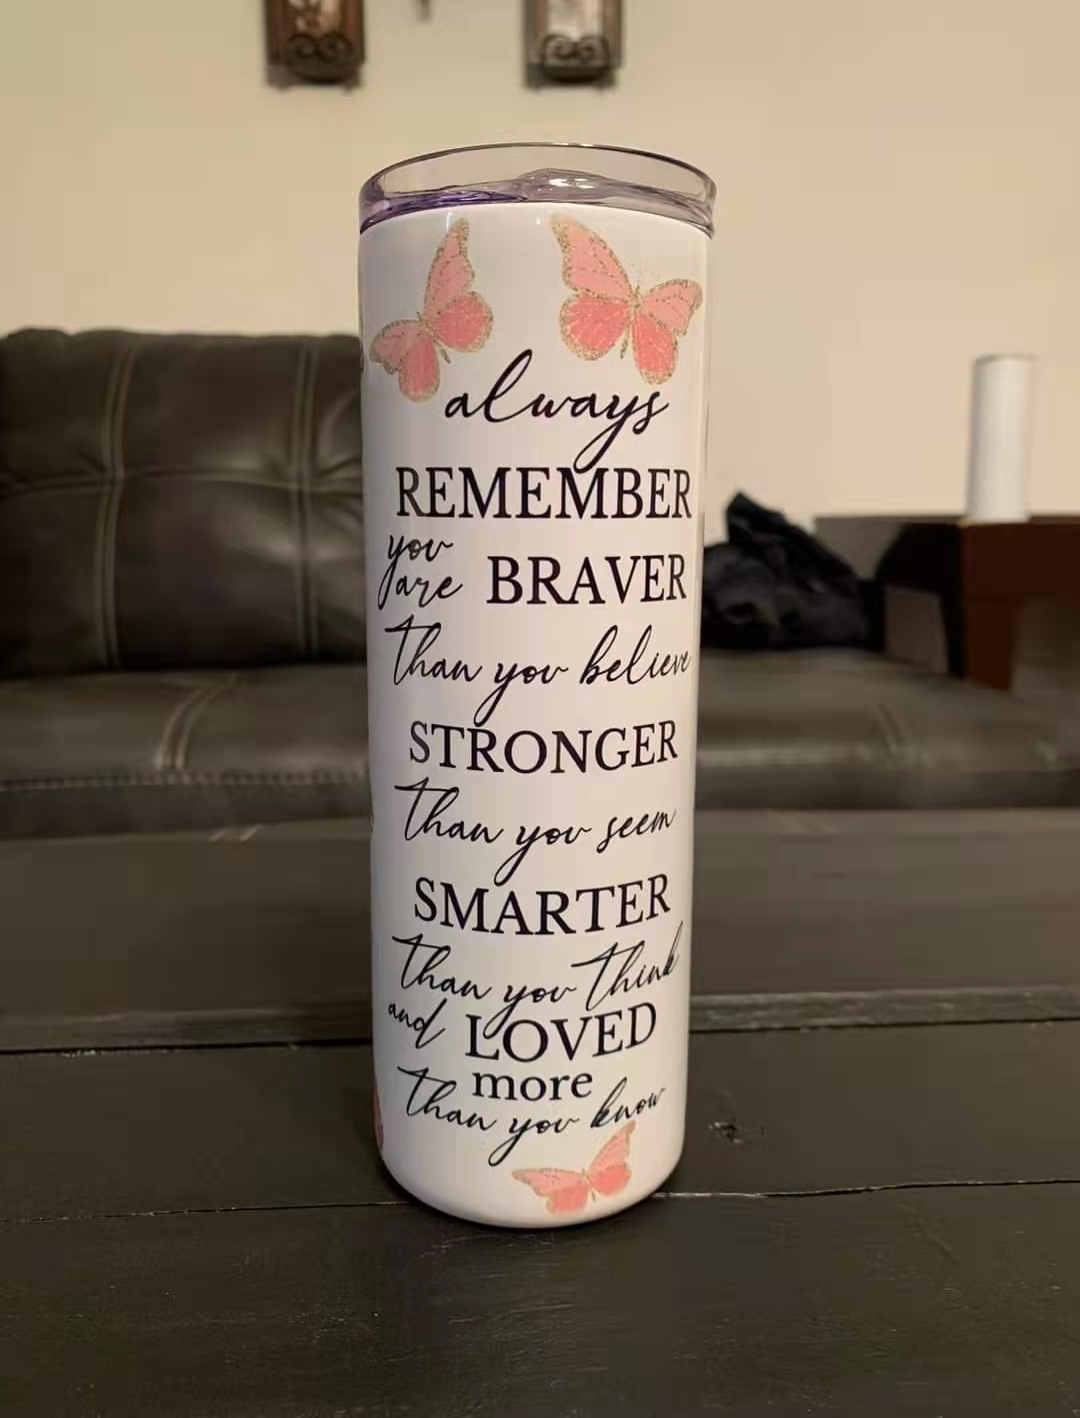 always
REMEMBER
you
are BRAVER
than you believe
STRONGER
than you seem
SMARTER
than you think
and LOVED
more
than you know